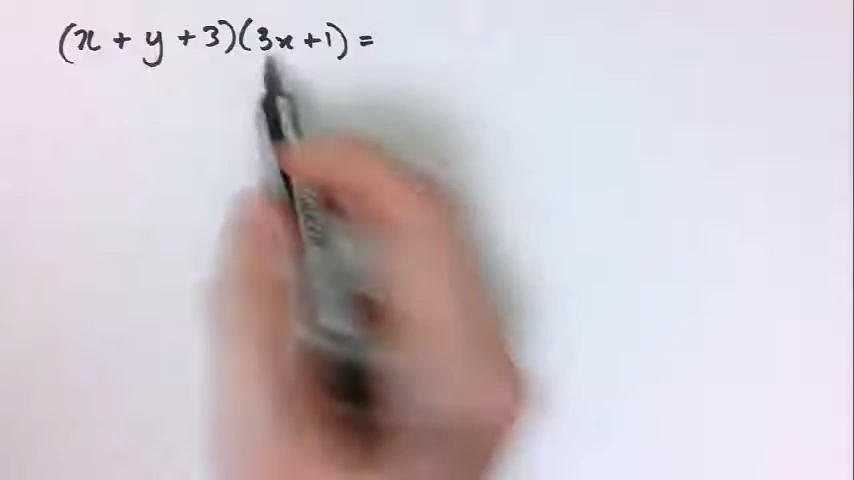 (x + y + 3)(3x + 1) =